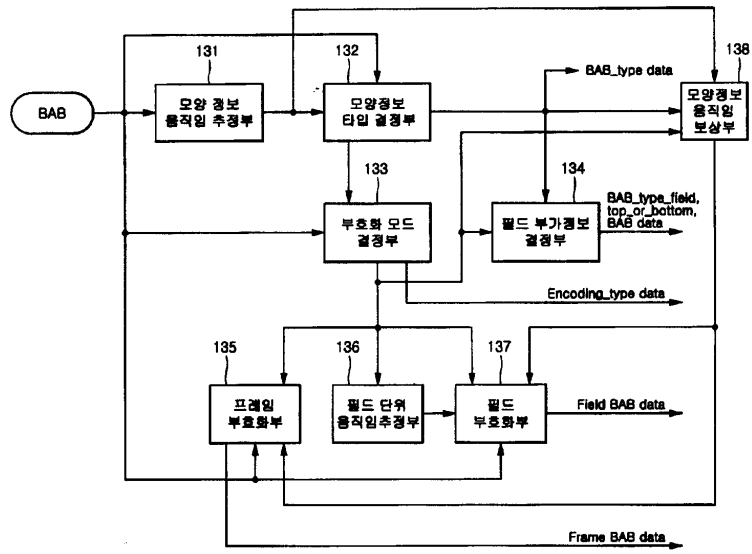 131
132
138
BAB
모양 정보
움직임 추정부
모양정보
타입 결정부
BAB_type data
모양정보
움직임
보상부
133
134
부호화 모드
결정부
필드 부가정보
결정부
BAB_type_field,
top_or_bottom,
BAB data
Encoding_type data
135
136
137
프레임
부호화부
필드 단위
움직임추정부
필드
부호화부
Field BAB data
Frame BAB data